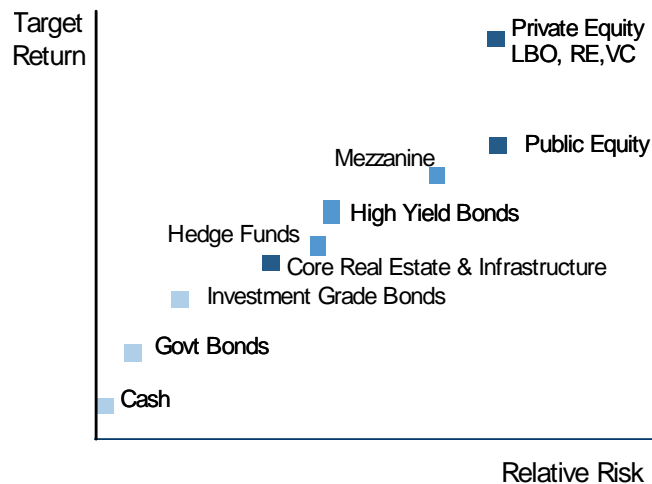 Target
Return
Private Equity
LBO, RE,VC
Public Equity
Mezzanine
High Yield Bonds
Hedge Funds
Core Real Estate & Infrastructure
Investment Grade Bonds
Govt Bonds
Cash
Relative Risk